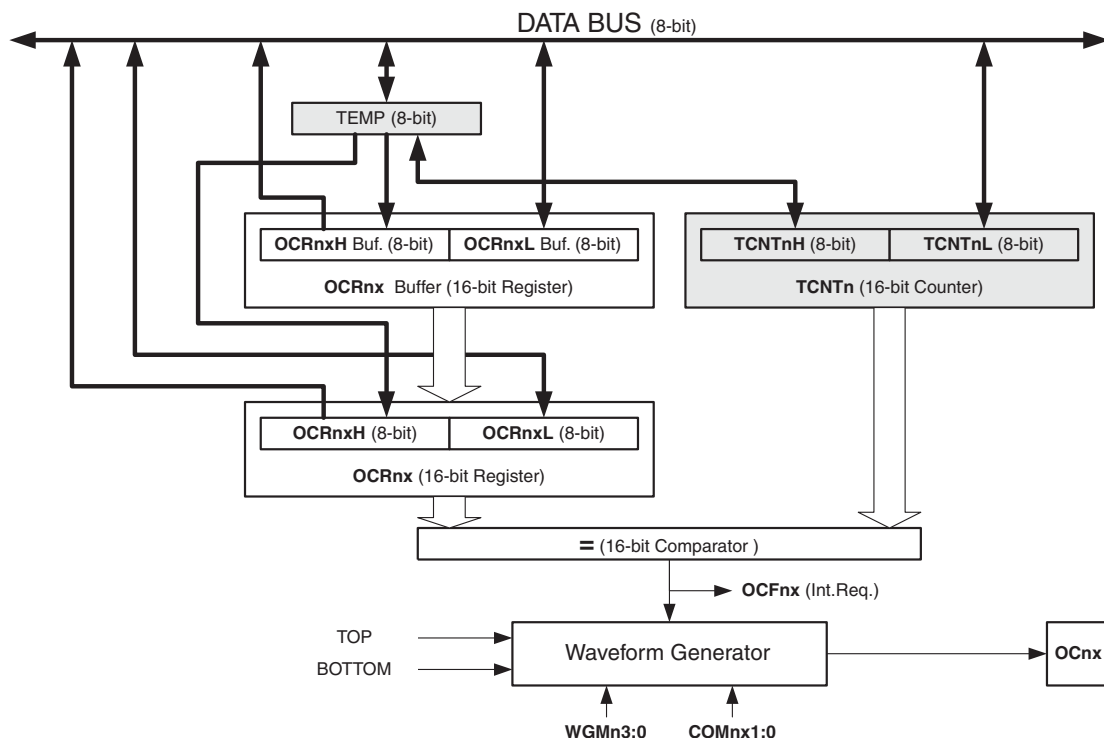 DATA BUS (8-bit)
TEMP (8-bit)
OCRnxH Buf. (8-bit) OCRnxL Buf. (8-bit) TCNTnH (8-bit) TCNTnL (8-bit)
OCRnx Buffer (16-bit Register) TCNTn (16-bit Counter)
OCRnxH (8-bit) OCRnxL (8-bit)
OCRnx (16-bit Register)
= (16-bit Comparator )
OCFnx (Int.Req.)
TOP
BOTTOM
Waveform Generator OCnx
WGMn3:0 COMnx1:0